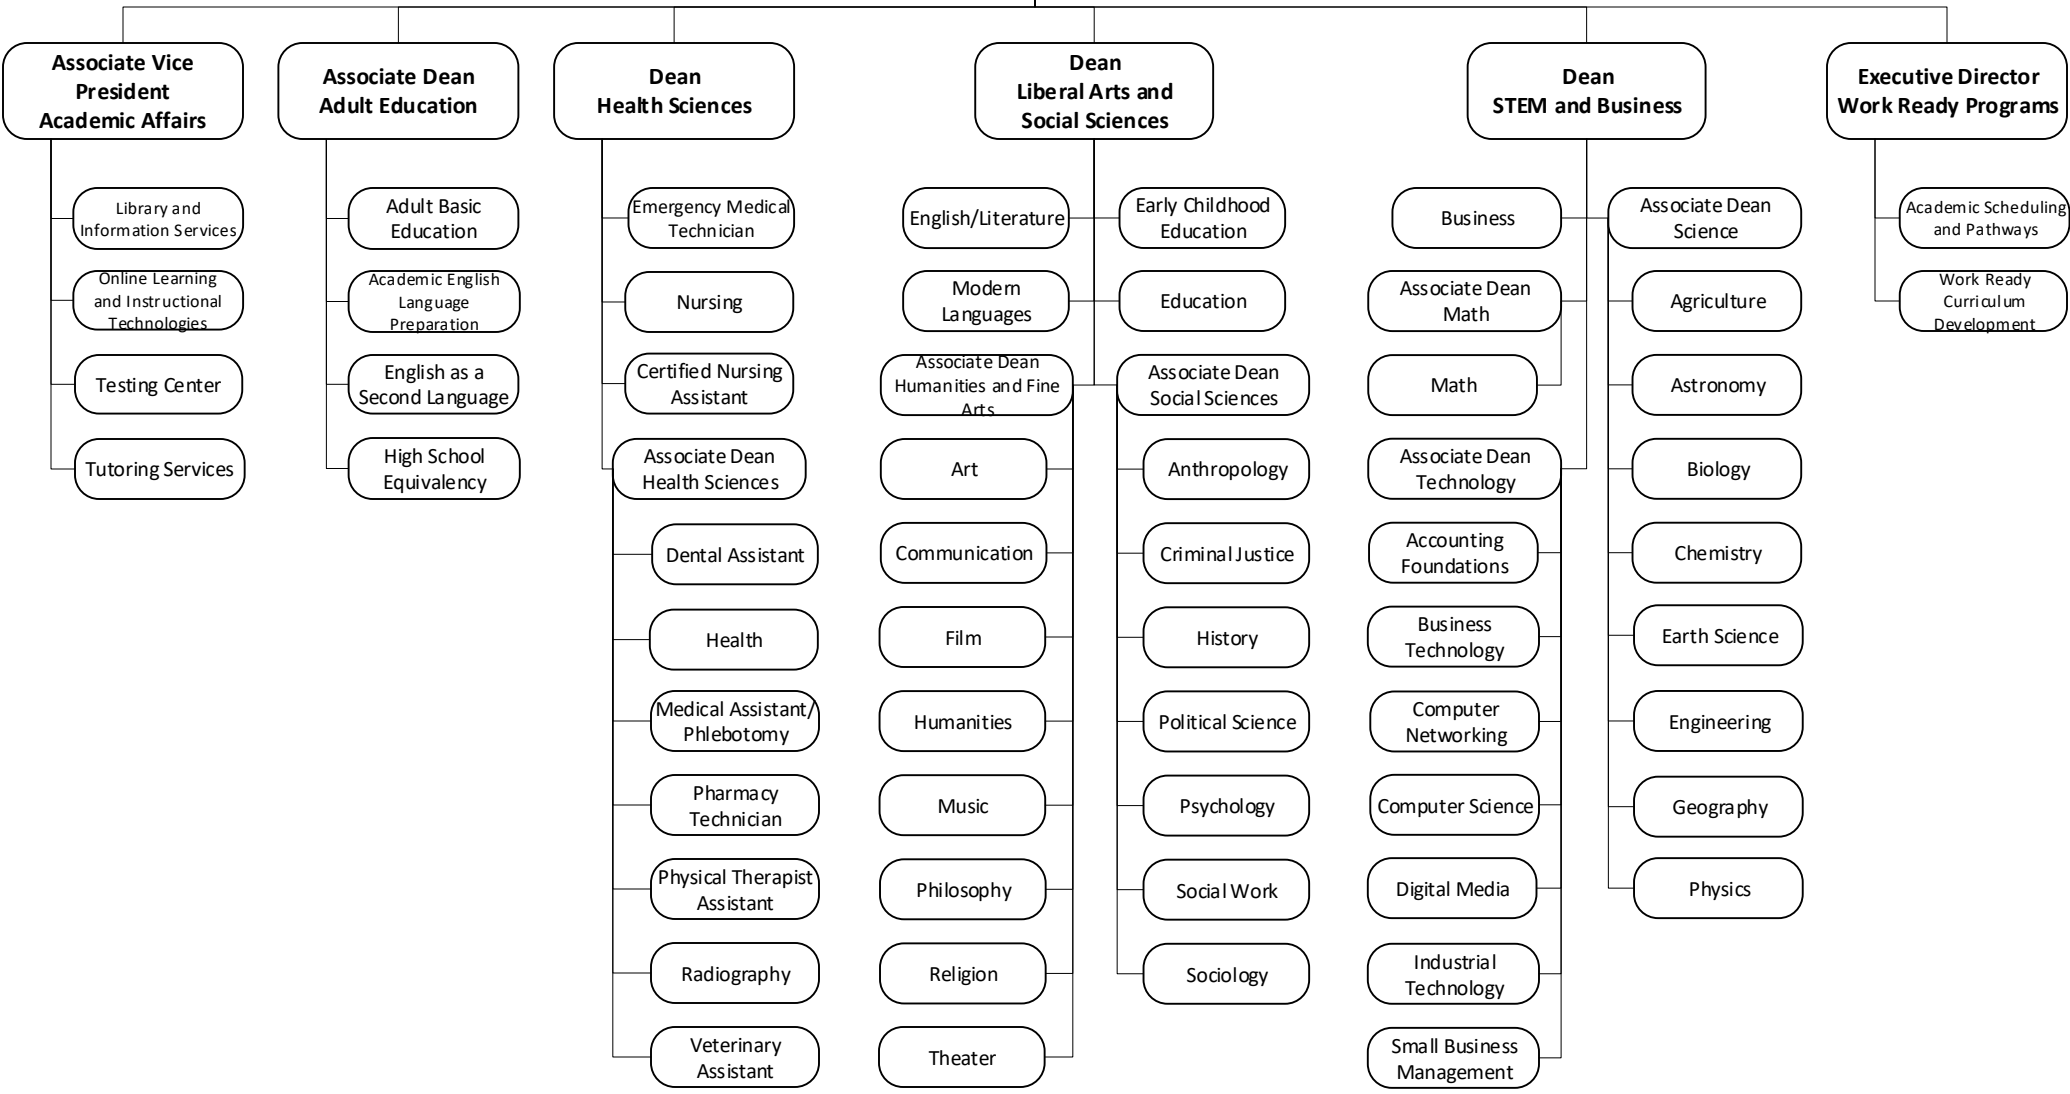 Associate Vice
President
Academic Affairs
Library and
Information Services
Online Learning
and Instructional
Technologies
Testing Center
Tutoring Services
Associate Dean
Adult Education
Adult Basic
Education
Academic English
Language
Preparation
English as a
Second Language
High School
Equivalency
Dean
Health Sciences
Emergency Medical
Technician
Nursing
Certified Nursing
Assistant
Associate Dean
Health Sciences
Dental Assistant
Health
Medical Assistant/
Phlebotomy
Pharmacy
Technician
Physical Therapist
Assistant
Radiography
Veterinary
Assistant
Dean
Liberal Arts and
Social Sciences
English/Literature
Modern
Languages
Associate Dean
Humanities and Fine
Arts
Art
Communication
Film
Humanities
Music
Philosophy
Religion
Theater
Early Childhood
Education
Education
Associate Dean
Social Sciences
Anthropology
Criminal Justice
History
Political Science
Psychology
Social Work
Sociology
Dean
STEM and Business
Business
Associate Dean
Math
Math
Associate Dean
Technology
Accounting
Foundations
Business
Technology
Computer
Networking
Computer Science
Digital Media
Industrial
Technology
Small Business
Management
Associate Dean
Science
Agriculture
Astronomy
Biology
Chemistry
Earth Science
Engineering
Geography
Physics
Executive Director
Work Ready Programs
Academic Scheduling
and Pathways
Work Ready
Curriculum
Development